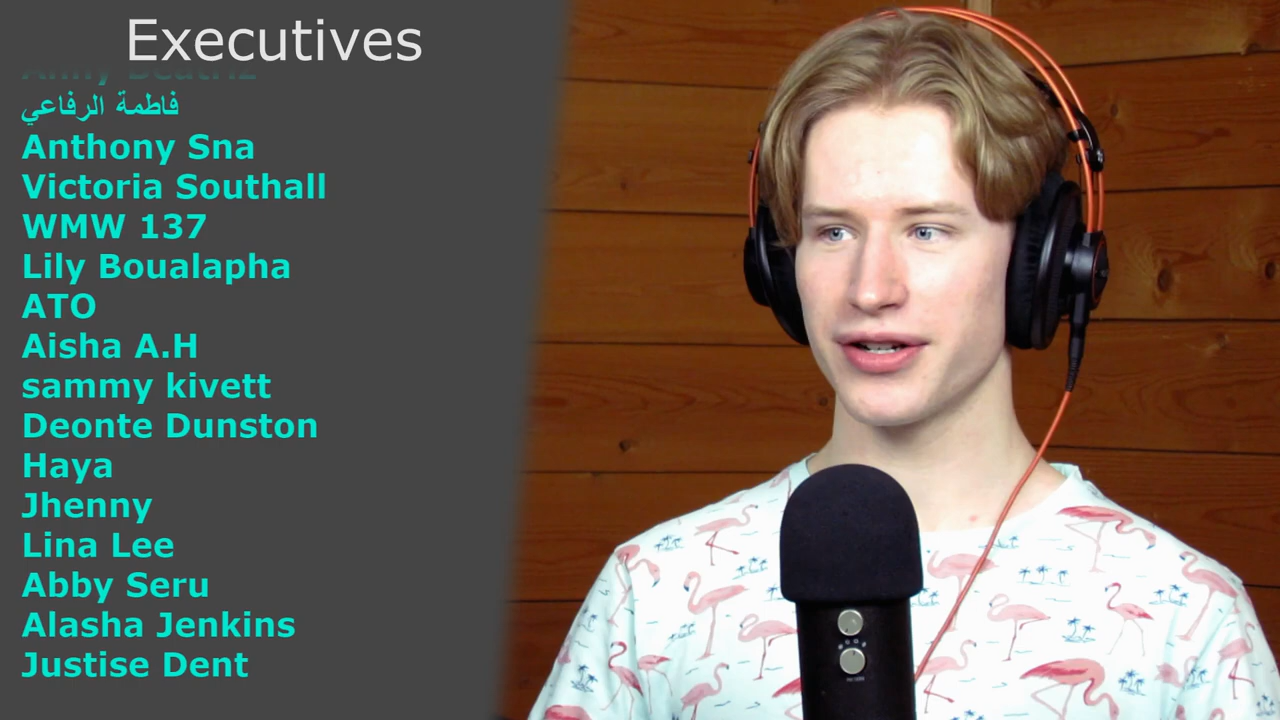 Executives
فاطمة الرفاعي
Anthony Sna
Victoria Southall
WMW 137
Lily Boualapha
ATO
Aisha A.H
sammy kivett
Deonte Dunston
Haya
Jhenny
Lina Lee
Abby Seru
Alasha Jenkins
Justise Dent